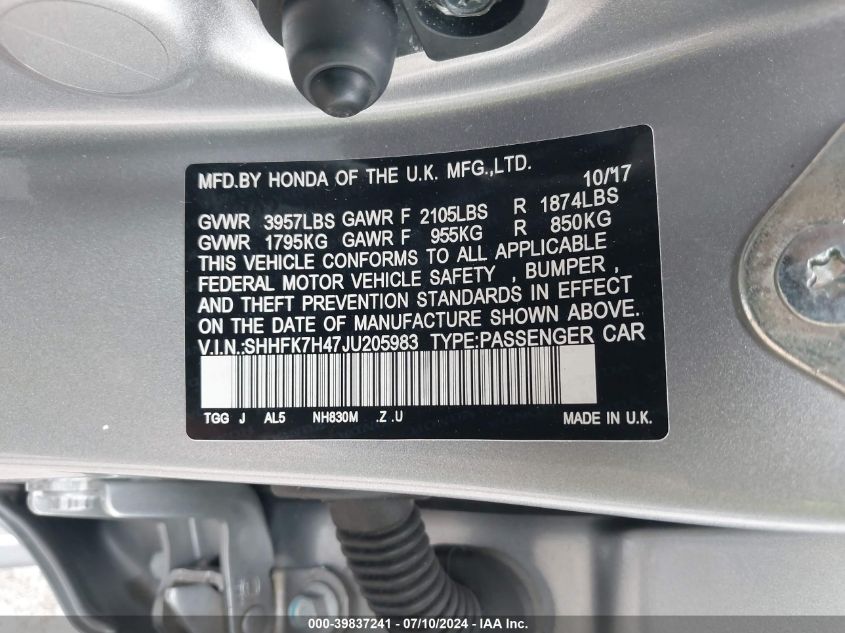 MFD.BY HONDA OF THE U.K. MFG.,LTD. 10/17
GVWR 3957LBS GAWR F 2105LBS R 1874LBS
GVWR 1795KG GAWR F 955KG R 850KG
THIS VEHICLE CONFORMS TO ALL APPLICABLE
FEDERAL MOTOR VEHICLE SAFETY , BUMPER ,
AND THEFT PREVENTION STANDARDS IN EFFECT
ON THE DATE OF MANUFACTURE SHOWN ABOVE.
V.I.N.:SHHFK7H47JU205983 TYPE:PASSENGER CAR
TGG J AL5 NH830M .Z .U MADE IN U.K.
000-39837241 - 07/10/2024 - IAA Inc.